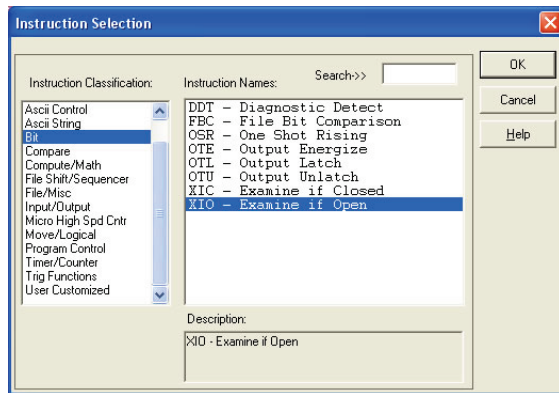 Instruction Selection
Instruction Classification:
Ascii Control
Ascii String
Bit
Compare
Compute/Math
File Shift/Sequencer
File/Misc
Input/Output
Micro High Spd Cntr
Move/Logical
Program Control
Timer/Counter
Trig Functions
User Customized
Instruction Names:
Search->>
DDT - Diagnostic Detect
FBC - File Bit Comparison
OSR - One Shot Rising
OTE - Output Energize
OTL - Output Latch
OTU - Output Unlatch
XIC - Examine if Closed
XIO - Examine if Open
Description:
XIO - Examine if Open
OK
Cancel
Help